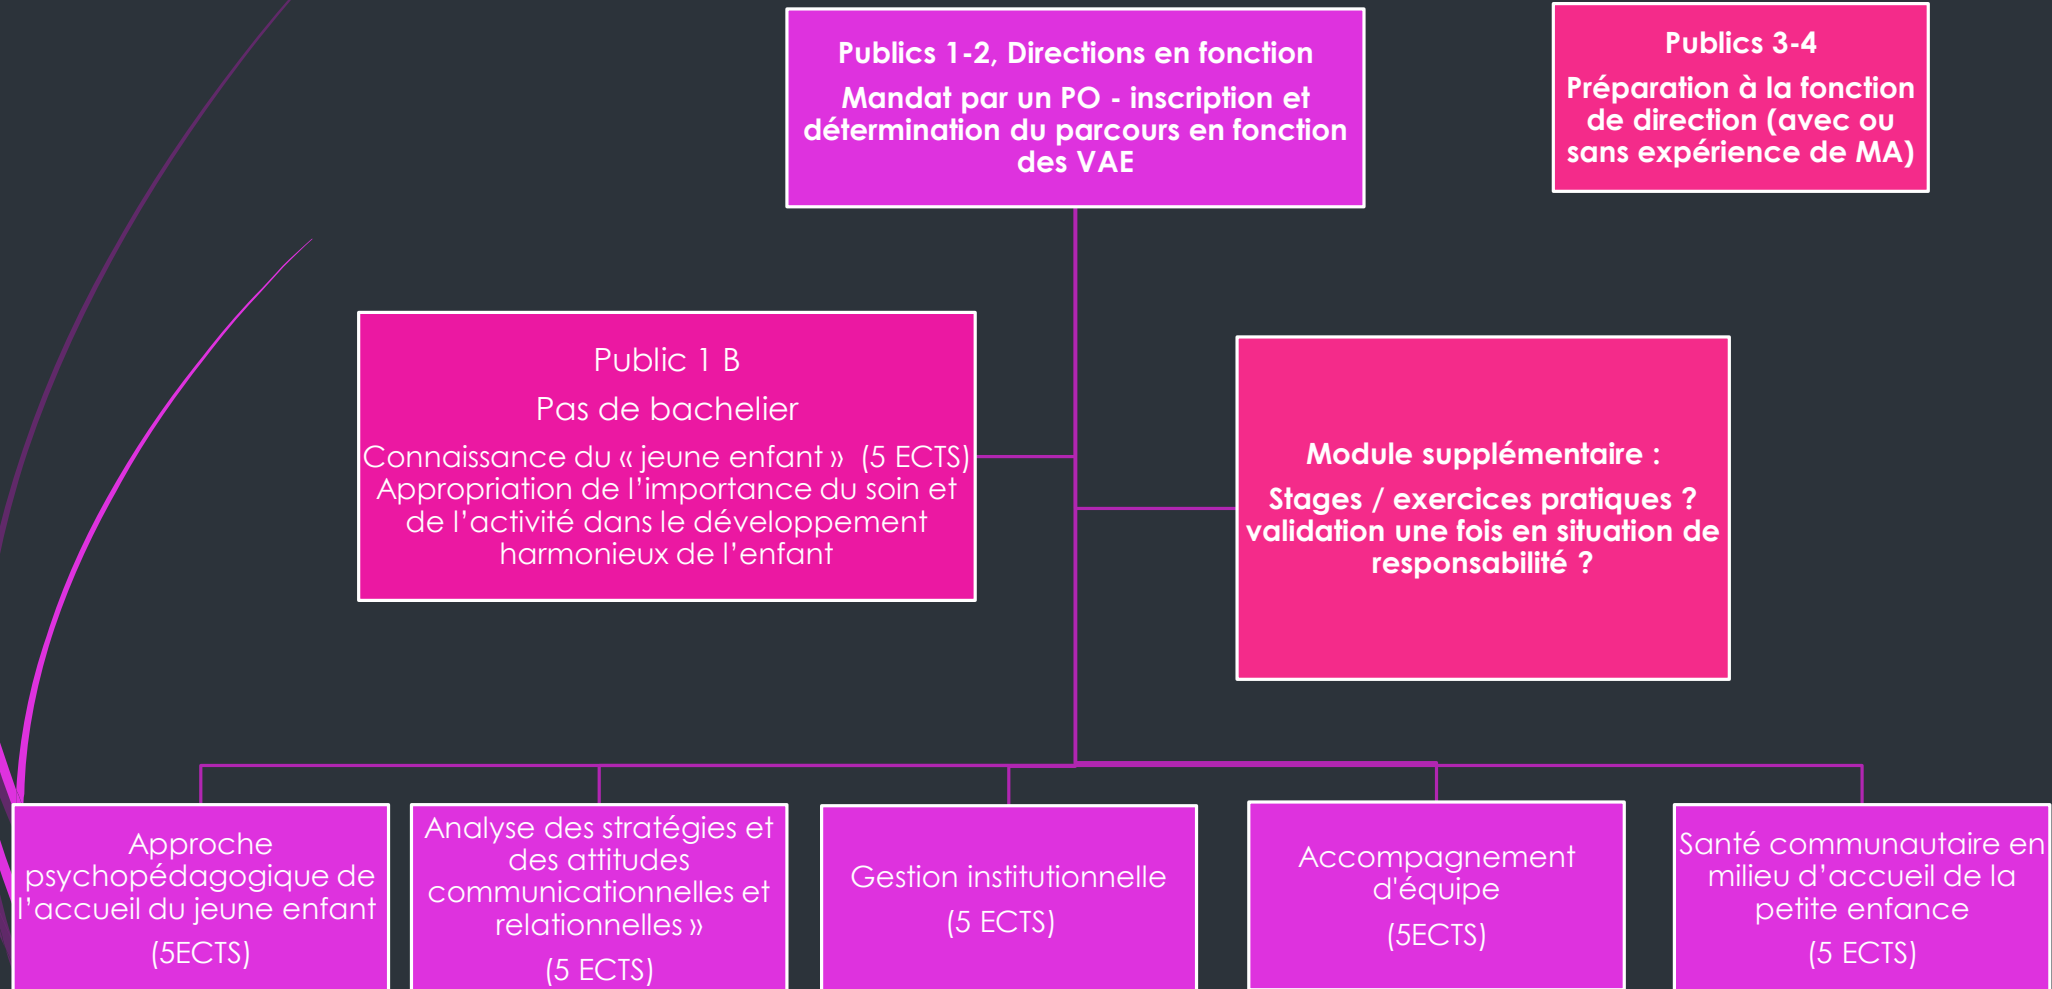 Publics 1-2, Directions en fonction
Mandat par un PO - inscription et
détermination du parcours en fonction
des VAE
Publics 3-4
Préparation à la fonction
de direction (avec ou
sans expérience de MA)
Public 1 B
Pas de bachelier
Connaissance du « jeune enfant »  (5 ECTS)
Appropriation de l’importance du soin et
de l’activité dans le développement
harmonieux de l’enfant
Module supplémentaire :
Stages / exercices pratiques ?
validation une fois en situation de
responsabilité ?
Approche
psychopédagogique de
l’accueil du jeune enfant
(5ECTS)
Analyse des stratégies et
des attitudes
communicationnelles et
relationnelles »
(5 ECTS)
Gestion institutionnelle
(5 ECTS)
Accompagnement
d'équipe
(5ECTS)
Santé communautaire en
milieu d’accueil de la
petite enfance
(5 ECTS)